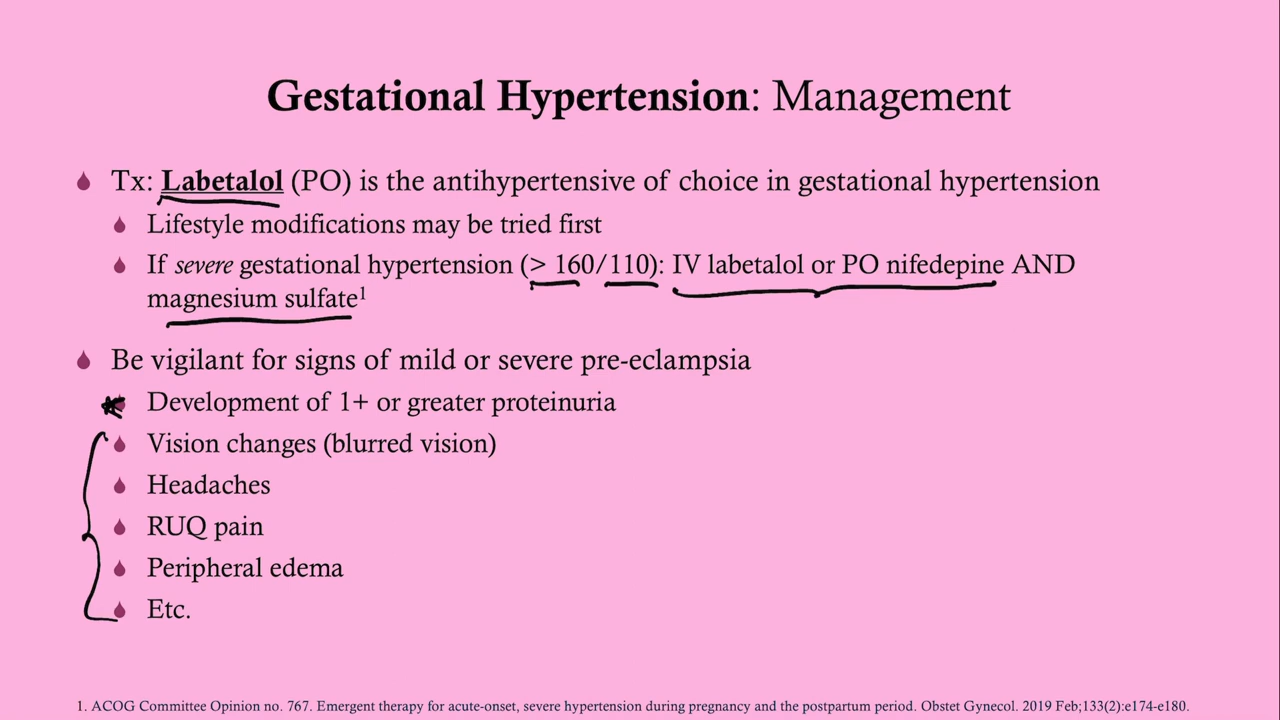 Gestational Hypertension: Management
Tx: Labetalol (PO) is the antihypertensive of choice in gestational hypertension
Lifestyle modifications may be tried first
If severe gestational hypertension (> 160/110): IV labetalol or PO nifedepine AND
magnesium sulfate¹
Be vigilant for signs of mild or severe pre-eclampsia
Development of 1+ or greater proteinuria
Vision changes (blurred vision)
Headaches
RUQ pain
Peripheral edema
Etc.
1. ACOG Committee Opinion no. 767. Emergent therapy for acute-onset, severe hypertension during pregnancy and the postpartum period. Obstet Gynecol. 2019 Feb;133(2):e174-e180.